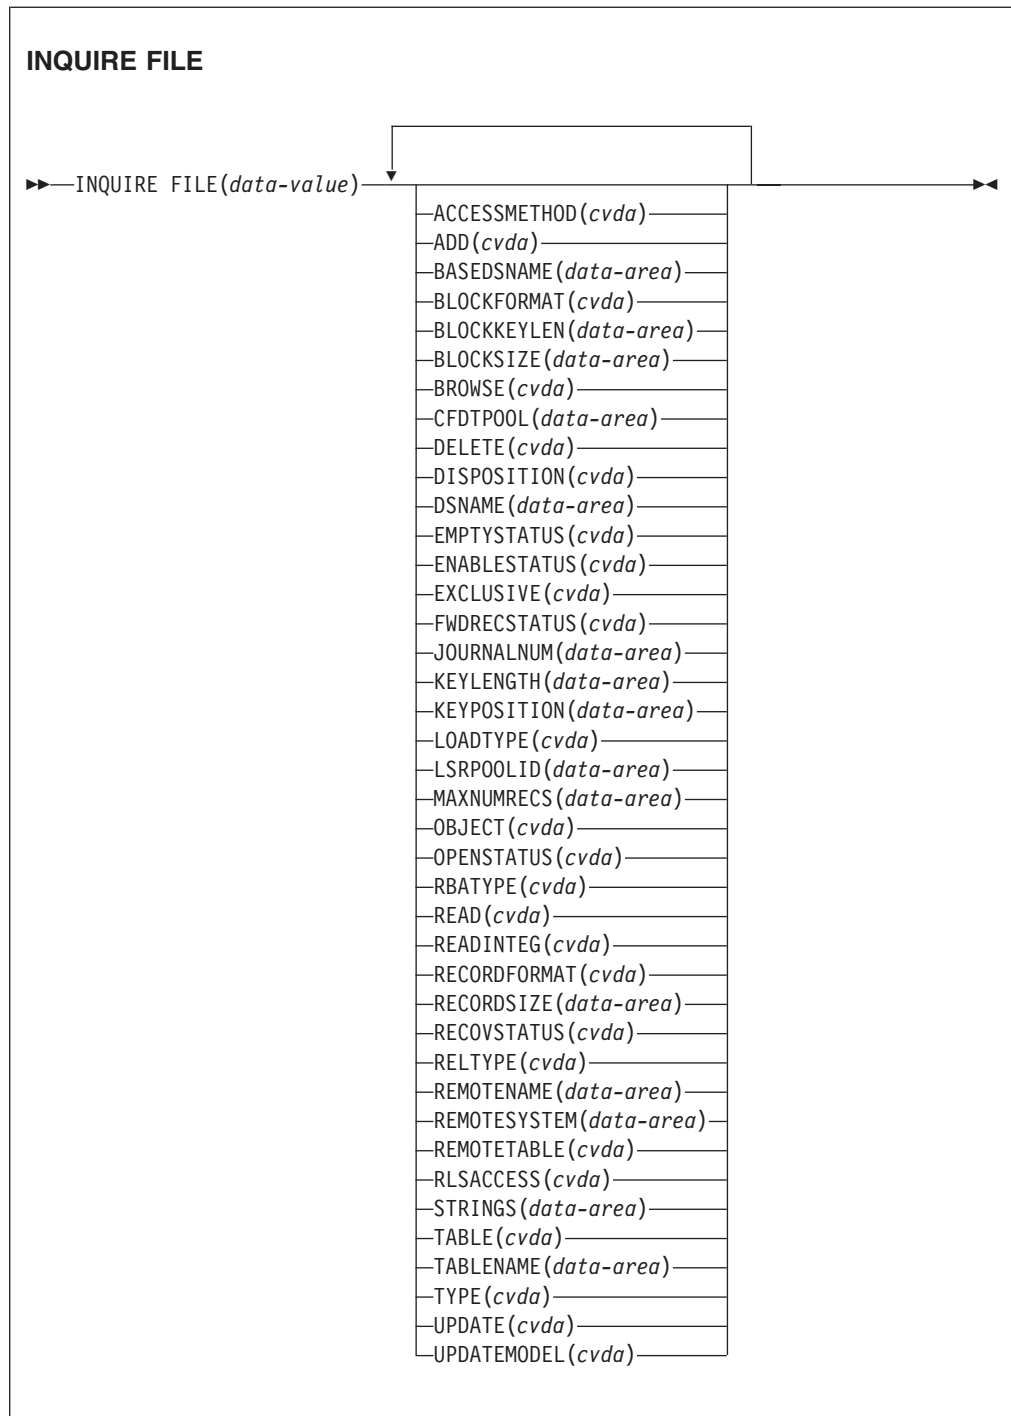 INQUIRE FILE
INQUIRE FILE(data-value)
ACCESSMETHOD(cvda)
ADD(cvda)
BASEDSNAME(data-area)
BLOCKFORMAT(cvda)
BLOCKKEYLEN(data-area)
BLOCKSIZE(data-area)
BROWSE(cvda)
CFDTPOOL(data-area)
DELETE(cvda)
DISPOSITION(cvda)
DSNAME(data-area)
EMPTYSTATUS(cvda)
ENABLESTATUS(cvda)
EXCLUSIVE(cvda)
FWDRECSTATUS(cvda)
JOURNALNUM(data-area)
KEYLENGTH(data-area)
KEYPOSITION(data-area)
LOADTYPE(cvda)
LSRPOOLID(data-area)
MAXNUMRECS(data-area)
OBJECT(cvda)
OPENSTATUS(cvda)
RBATYPE(cvda)
READ(cvda)
READINTEG(cvda)
RECORDFORMAT(cvda)
RECORDSIZE(data-area)
RECOVSTATUS(cvda)
RELTYPE(cvda)
REMOTENAME(data-area)
REMOTESYSTEM(data-area)
REMOTETABLE(cvda)
RLSACCESS(cvda)
STRINGS(data-area)
TABLE(cvda)
TABLENAME(data-area)
TYPE(cvda)
UPDATE(cvda)
UPDATEMODEL(cvda)